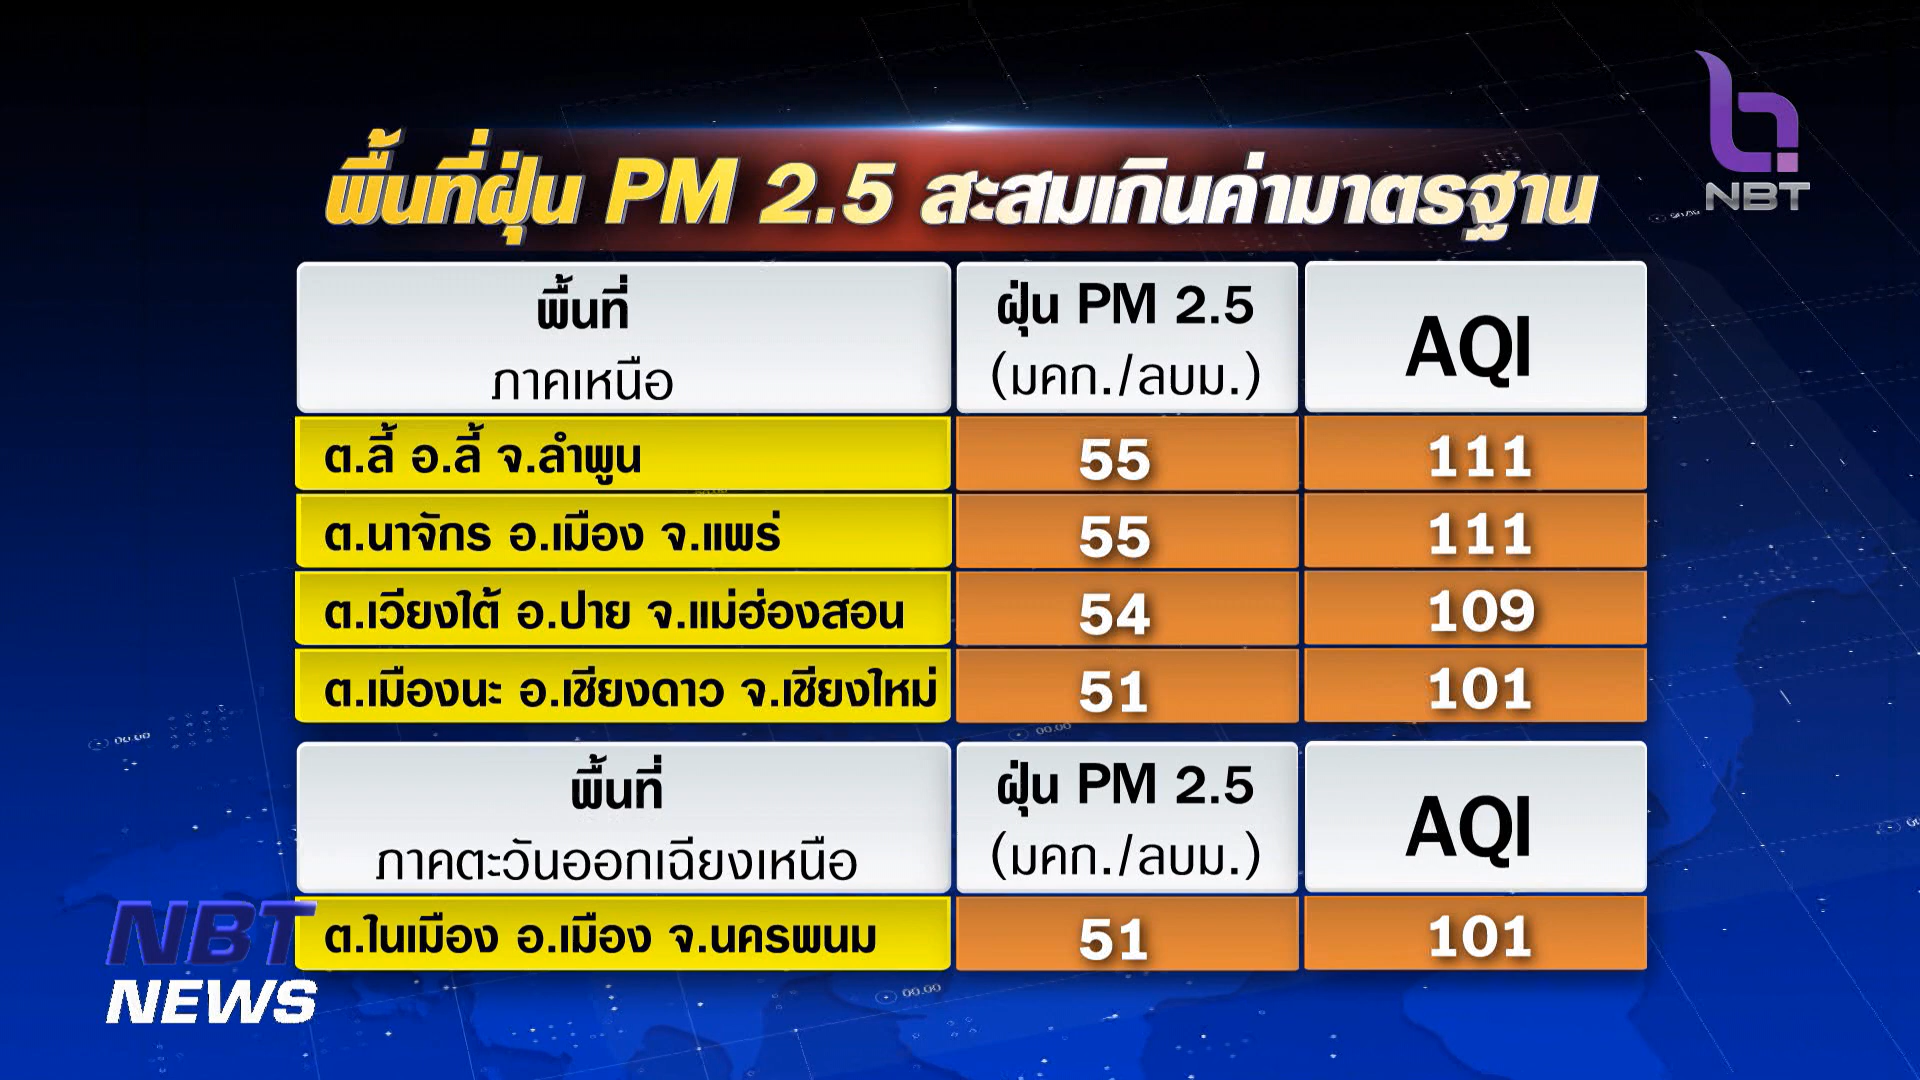 NBT
พื้นที่ฝุ่น PM 2.5 สะสมเกินค่ามาตรฐาน
พื้นที่
ภาคเหนือ
ฝุ่น PM 2.5
(มคก./ลบม.)
AQI
ต.ลี้ อ.ลี้ จ.ลำพูน 55 111
ต.นาจักร อ.เมือง จ.แพร่ 55 111
ต.เวียงใต้ อ.ปาย จ.แม่ฮ่องสอน 54 109
ต.เมืองนะ อ.เชียงดาว จ.เชียงใหม่ 51 101
พื้นที่
ภาคตะวันออกเฉียงเหนือ
ฝุ่น PM 2.5
(มคก./ลบม.)
AQI
ต.ในเมือง อ.เมือง จ.นครพนม 51 101
NBT
NEWS
00.00
00.00
00.00